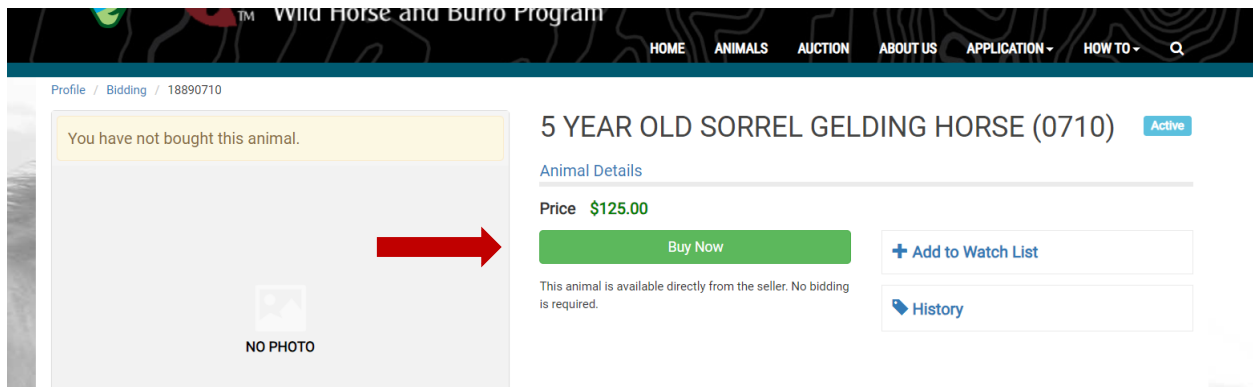 TM Wild Horse and Burro Program
HOME ANIMALS AUCTION ABOUT US APPLICATION HOW TO
Profile / Bidding / 18890710
You have not bought this animal.
NO PHOTO
5 YEAR OLD SORREL GELDING HORSE (0710) Active
Animal Details
Price $125.00
Buy Now
This animal is available directly from the seller. No bidding
is required.
Add to Watch List
History